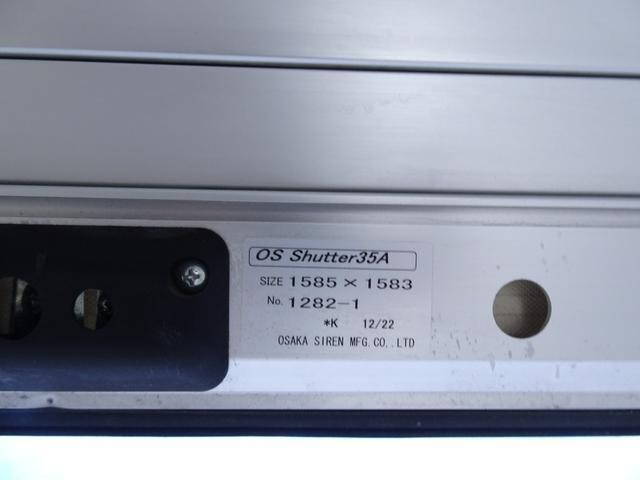 OS Shutter35A
SIZE 1585 × 1583
No. 1282-1
*K 12/22
OSAKA SIREN MFG.CO.,LTD